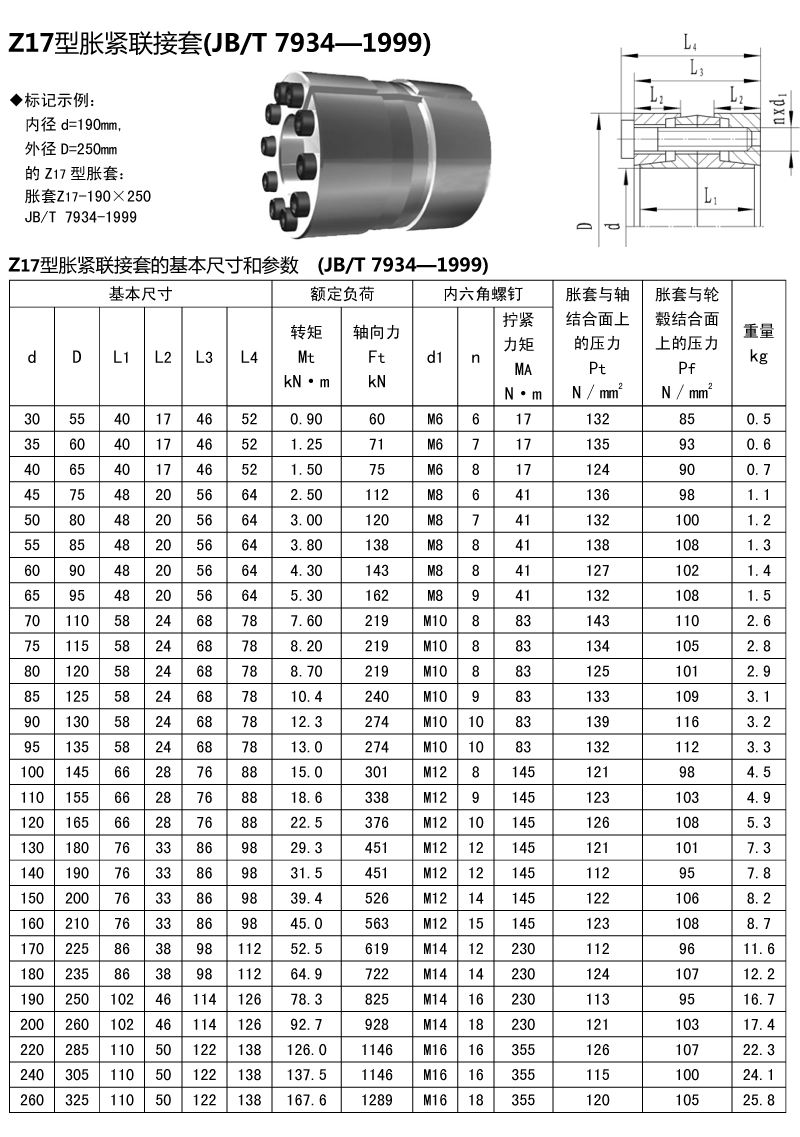 Z17型胀紧联接套(JB/T 7934—1999)
◆标记示例:
内径 d=190mm,
外径 D=250mm
的 Z17 型胀套:
胀套Z17-190×250
JB/T 7934-1999
L4
L3
L2 L2
nxd1
L1
D d
Z17型胀紧联接套的基本尺寸和参数 (JB/T 7934—1999)
基本尺寸 额定负荷 内六角螺钉 胀套与轴结合面上的压力 Pt N/mm² 胀套与轮毂结合面上的压力 Pf N/mm² 重量 kg
d D L1 L2 L3 L4 转矩 Mt kN·m 轴向力 Ft kN d1 n 拧紧力矩 MA N·m
30 55 40 17 46 52 0.90 60 M6 6 17 132 85 0.5
35 60 40 17 46 52 1.25 71 M6 7 17 135 93 0.6
40 65 40 17 46 52 1.50 75 M6 8 17 124 90 0.7
45 75 48 20 56 64 2.50 112 M8 6 41 136 98 1.1
50 80 48 20 56 64 3.00 120 M8 7 41 132 100 1.2
55 85 48 20 56 64 3.80 138 M8 8 41 138 108 1.3
60 90 48 20 56 64 4.30 143 M8 8 41 127 102 1.4
65 95 48 20 56 64 5.30 162 M8 9 41 132 108 1.5
70 110 58 24 68 78 7.60 219 M10 8 83 143 110 2.6
75 115 58 24 68 78 8.20 219 M10 8 83 134 105 2.8
80 120 58 24 68 78 8.70 219 M10 8 83 125 101 2.9
85 125 58 24 68 78 10.4 240 M10 9 83 133 109 3.1
90 130 58 24 68 78 12.3 274 M10 10 83 139 116 3.2
95 135 58 24 68 78 13.0 274 M10 10 83 132 112 3.3
100 145 66 28 76 88 15.0 301 M12 8 145 121 98 4.5
110 155 66 28 76 88 18.6 338 M12 9 145 123 103 4.9
120 165 66 28 76 88 22.5 376 M12 10 145 126 108 5.3
130 180 76 33 86 98 29.3 451 M12 12 145 121 101 7.3
140 190 76 33 86 98 31.5 451 M12 12 145 112 95 7.8
150 200 76 33 86 98 39.4 526 M12 14 145 122 106 8.2
160 210 76 33 86 98 45.0 563 M12 15 145 123 108 8.7
170 225 86 38 98 112 52.5 619 M14 12 230 112 96 11.6
180 235 86 38 98 112 64.9 722 M14 14 230 124 107 12.2
190 250 102 46 114 126 78.3 825 M14 16 230 113 95 16.7
200 260 102 46 114 126 92.7 928 M14 18 230 121 103 17.4
220 285 110 50 122 138 126.0 1146 M16 16 355 126 107 22.3
240 305 110 50 122 138 137.5 1146 M16 16 355 115 100 24.1
260 325 110 50 122 138 167.6 1289 M16 18 355 120 105 25.8